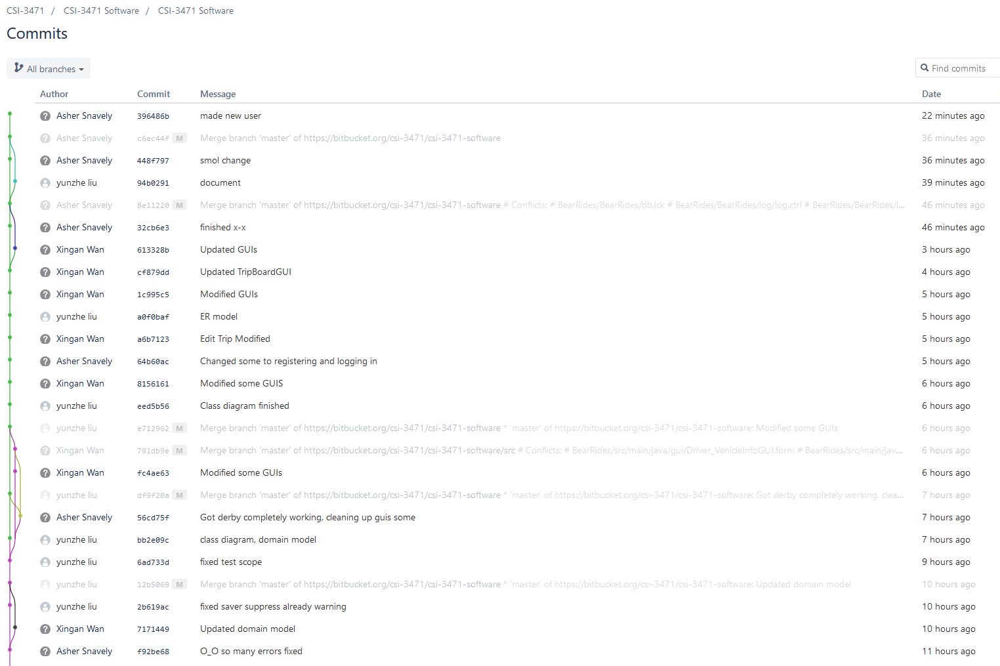 CSI-3471 / CSI-3471 Software / CSI-3471 Software
Commits
All branches
Find commits
Author Commit Message Date
Asher Snavely 396486b made new user 22 minutes ago
Asher Snavely c6ec44f M Merge branch 'master' of https://bitbucket.org/csi-3471/csi-3471-software 36 minutes ago
Asher Snavely 448f797 smol change 36 minutes ago
yunzhe liu 94b0291 document 39 minutes ago
Asher Snavely 8e11220 M Merge branch 'master' of https://bitbucket.org/csi-3471/csi-3471-software # Conflicts: # BearRides/BearRides/db.lck # BearRides/BearRides/log/log.ctrl # BearRides/BearRides/l... 46 minutes ago
Asher Snavely 32cb6e3 finished x-x 46 minutes ago
Xingan Wan 613328b Updated GUIs 3 hours ago
Xingan Wan cf879dd Updated TripBoardGUI 4 hours ago
Xingan Wan 1c995c5 Modified GUIs 5 hours ago
yunzhe liu a0f0baf ER model 5 hours ago
Xingan Wan a6b7123 Edit Trip Modified 5 hours ago
Asher Snavely 64b60ac Changed some to registering and logging in 5 hours ago
Xingan Wan 8156161 Modified some GUIS 6 hours ago
yunzhe liu eed5b56 Class diagram finished 6 hours ago
yunzhe liu e712962 M Merge branch 'master' of https://bitbucket.org/csi-3471/csi-3471-software * 'master' of https://bitbucket.org/csi-3471/csi-3471-software: Modified some GUIs 6 hours ago
Xingan Wan 791db9e M Merge branch 'master' of https://bitbucket.org/csi-3471/csi-3471-software/src # Conflicts: # BearRides/src/main/java/gui/Driver_VehicleInfoGUI.form # BearRides/src/main/jav... 6 hours ago
Xingan Wan fc4ae63 Modified some GUIs 6 hours ago
yunzhe liu df9f20a M Merge branch 'master' of https://bitbucket.org/csi-3471/csi-3471-software * 'master' of https://bitbucket.org/csi-3471/csi-3471-software: Got derby completely working, clea... 7 hours ago
Asher Snavely 56cd75f Got derby completely working, cleaning up guis some 7 hours ago
yunzhe liu bb2e09c class diagram, domain model 7 hours ago
yunzhe liu 6ad733d fixed test scope 9 hours ago
yunzhe liu 12b5069 M Merge branch 'master' of https://bitbucket.org/csi-3471/csi-3471-software * 'master' of https://bitbucket.org/csi-3471/csi-3471-software: Updated domain model 10 hours ago
yunzhe liu 2b619ac fixed saver suppress already warning 10 hours ago
Xingan Wan 7171449 Updated domain model 10 hours ago
Asher Snavely f92be68 O_O so many errors fixed 11 hours ago